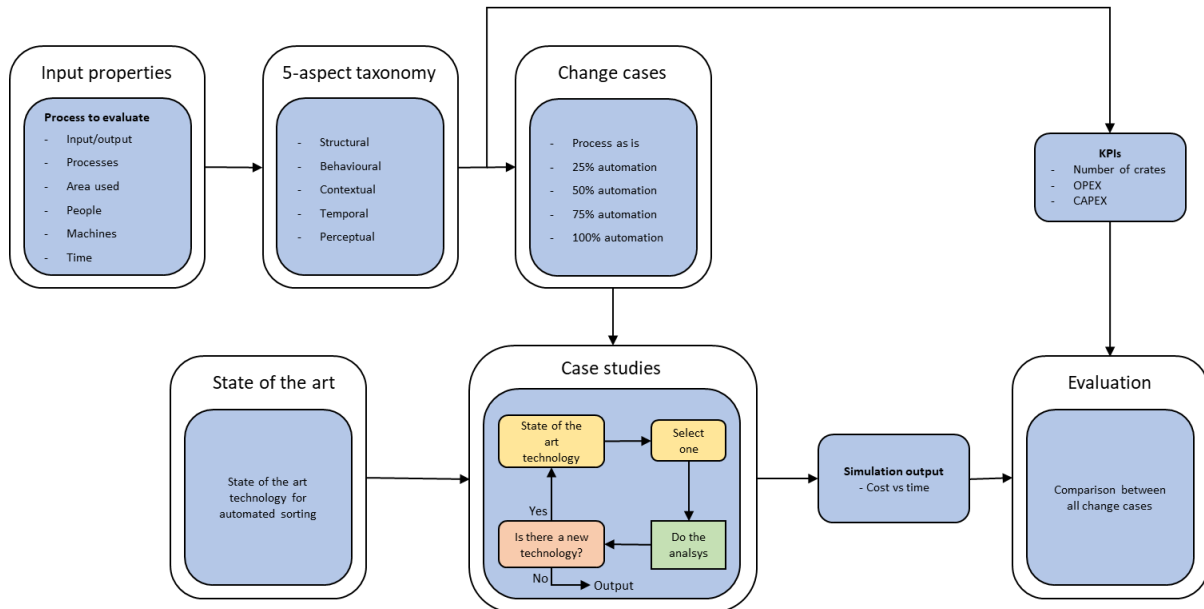 Input properties
Process to evaluate
- Input/output
- Processes
- Area used
- People
- Machines
- Time
5-aspect taxonomy
- Structural
- Behavioural
- Contextual
- Temporal
- Perceptual
Change cases
- Process as is
- 25% automation
- 50% automation
- 75% automation
- 100% automation
KPIs
- Number of crates
- OPEX
- CAPEX
State of the art
State of the art
technology for
automated sorting
Case studies
State of the
art
technology
Select
one
Yes
Is there a new
technology?
Do the
analsys
No
Output
Simulation output
- Cost vs time
Evaluation
Comparison between
all change cases